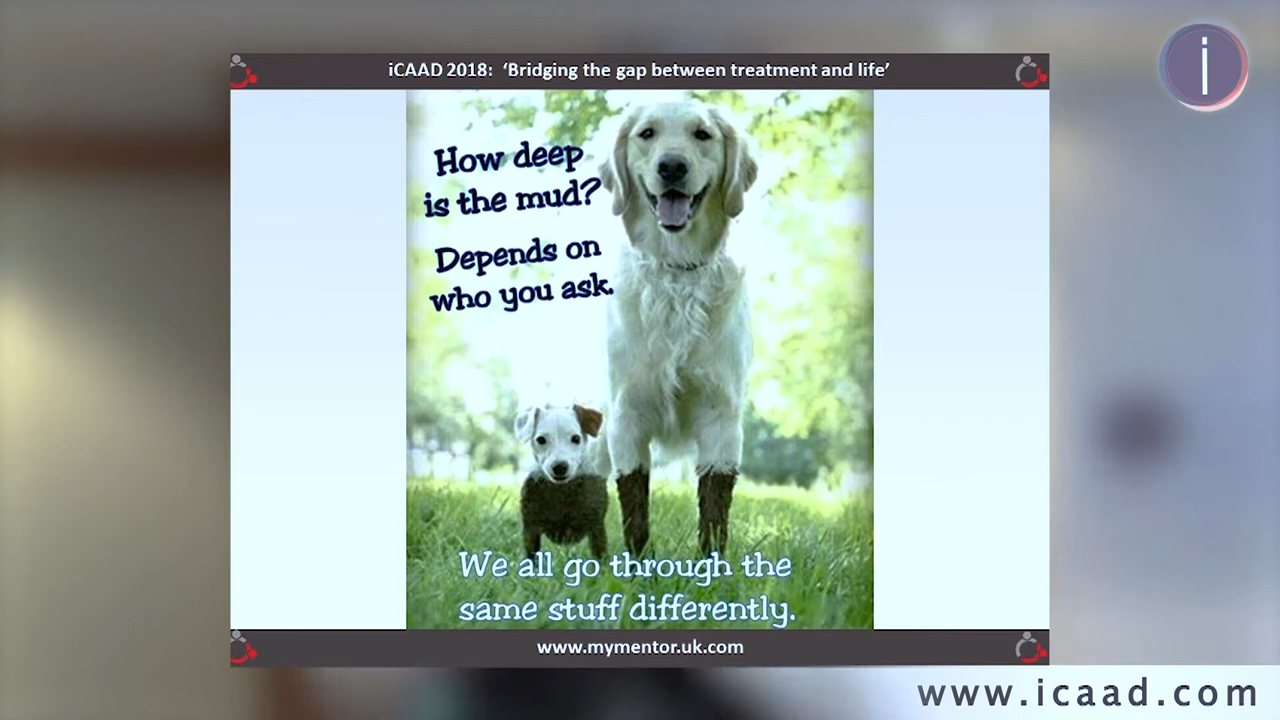 i
iCAAD 2018: ‘Bridging the gap between treatment and life’
How deep
is the mud?
Depends on
who you ask.
We all go through the
same stuff differently.
www.mymentor.uk.com
www.icaad.com